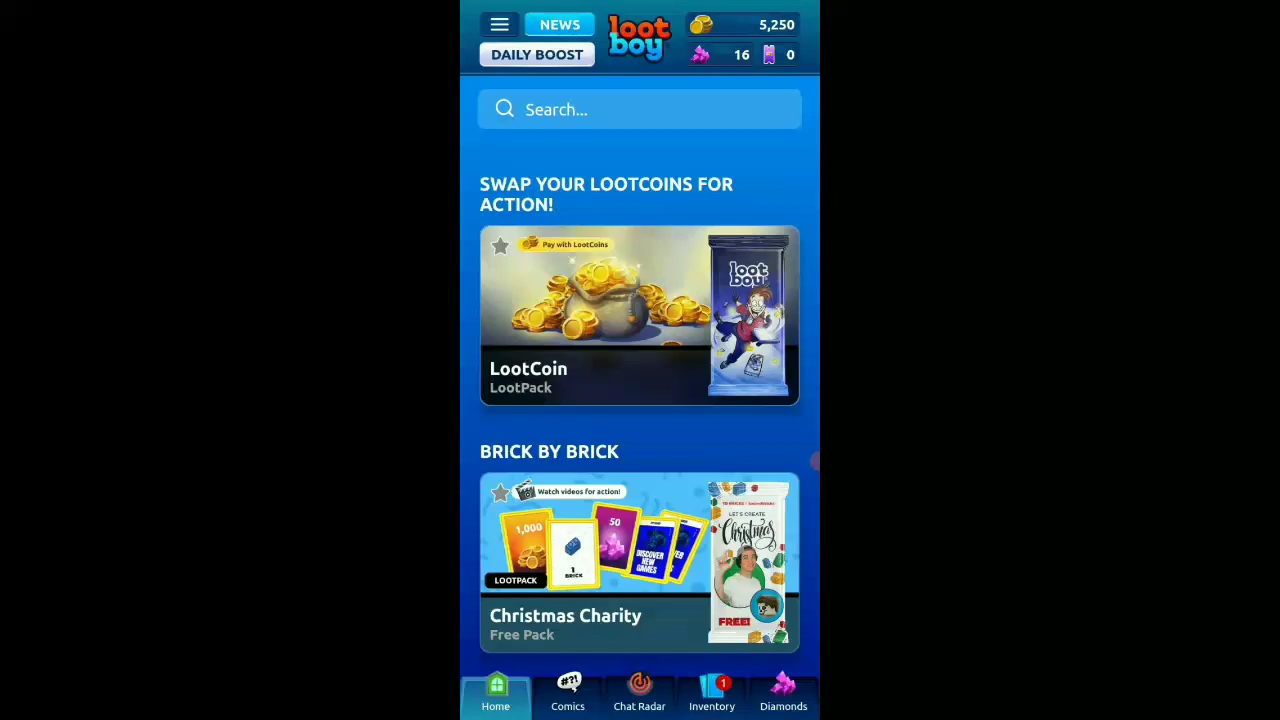 NEWS
loot
boy
5,250
DAILY BOOST
16
0
Search...
SWAP YOUR LOOTCOINS FOR
ACTION!
Pay with LootCoins
loot
boy
LootCoin
LootPack
BRICK BY BRICK
Watch videos for action!
1,000
50
1
BRICK
DISCOVER
NEW
GAMES
LET'S CREATE
Christmas
LOOTPACK
FREE!
Christmas Charity
Free Pack
#?!
1
Home
Comics
Chat Radar
Inventory
Diamonds